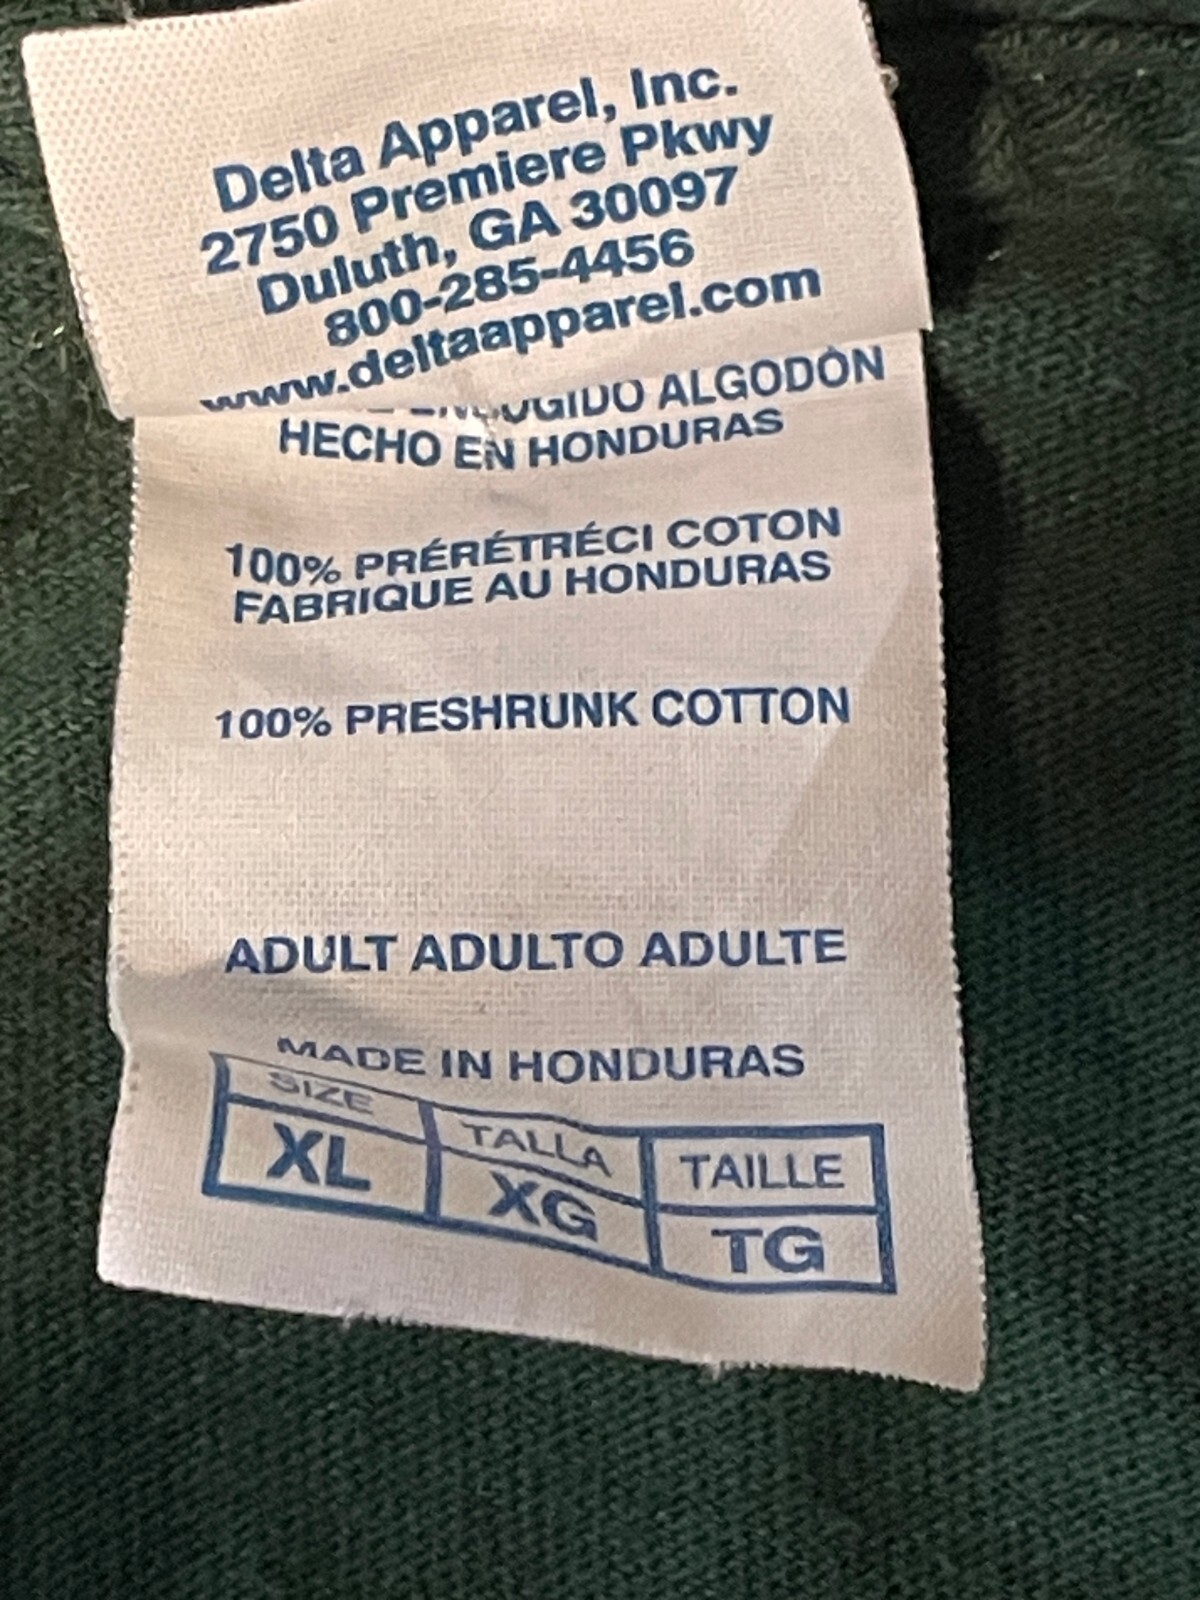 Delta Apparel, Inc.
2750 Premiere Pkwy
Duluth, GA 30097
800-285-4456
www.deltaapparel.com
ALGODÒN
HECHO EN HONDURAS
100% PRÉRÉTRÉCI COTON
FABRIQUE AU HONDURAS
100% PRESHRUNK COTTON
ADULT ADULTO ADULTE
MADE IN HONDURAS
SIZE TALLA TAILLE
XL XG TG